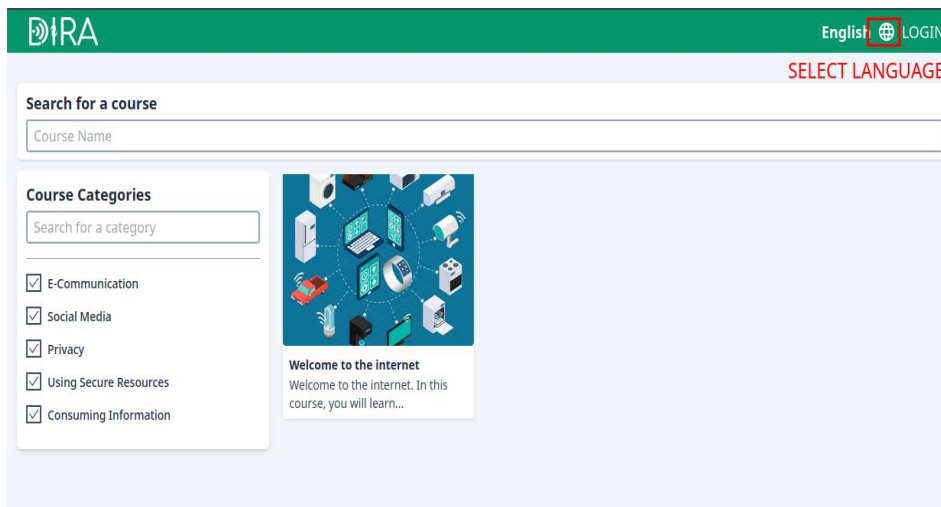 DIRA
English LOGIN
SELECT LANGUAGE
Search for a course
Course Name
Course Categories
Search for a category
E-Communication
Social Media
Privacy
Using Secure Resources
Consuming Information
Welcome to the internet
Welcome to the internet. In this
course, you will learn...